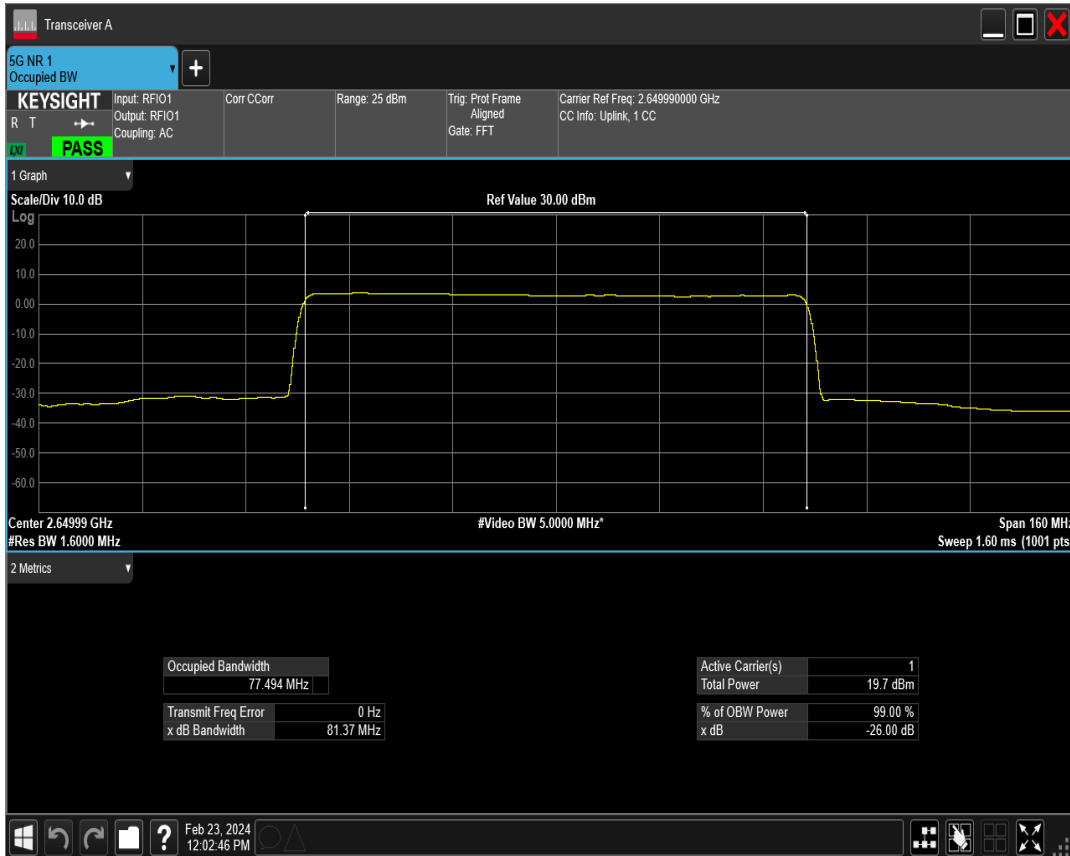 Transceiver A
5G NR 1
Occupied BW
+
KEYSIGHT
R T
LXI
PASS
Input: RFIO1
Output: RFIO1
Coupling: AC
Corr CCorr
Range: 25 dBm
Trig: Prot Frame
Aligned
Gate: FFT
Carrier Ref Freq: 2.649990000 GHz
CC Info: Uplink, 1 CC
1 Graph
Scale/Div 10.0 dB
Ref Value 30.00 dBm
Log
20.0
10.0
0.00
-10.0
-20.0
-30.0
-40.0
-50.0
-60.0
Center 2.64999 GHz
#Video BW 5.0000 MHz*
Span 160 MHz
#Res BW 1.6000 MHz
Sweep 1.60 ms (1001 pts
2 Metrics
Occupied Bandwidth
77.494 MHz
Transmit Freq Error 0 Hz
x dB Bandwidth 81.37 MHz
Active Carrier(s) 1
Total Power 19.7 dBm
% of OBW Power 99.00 %
x dB -26.00 dB
?
Feb 23, 2024
12:02:46 PM